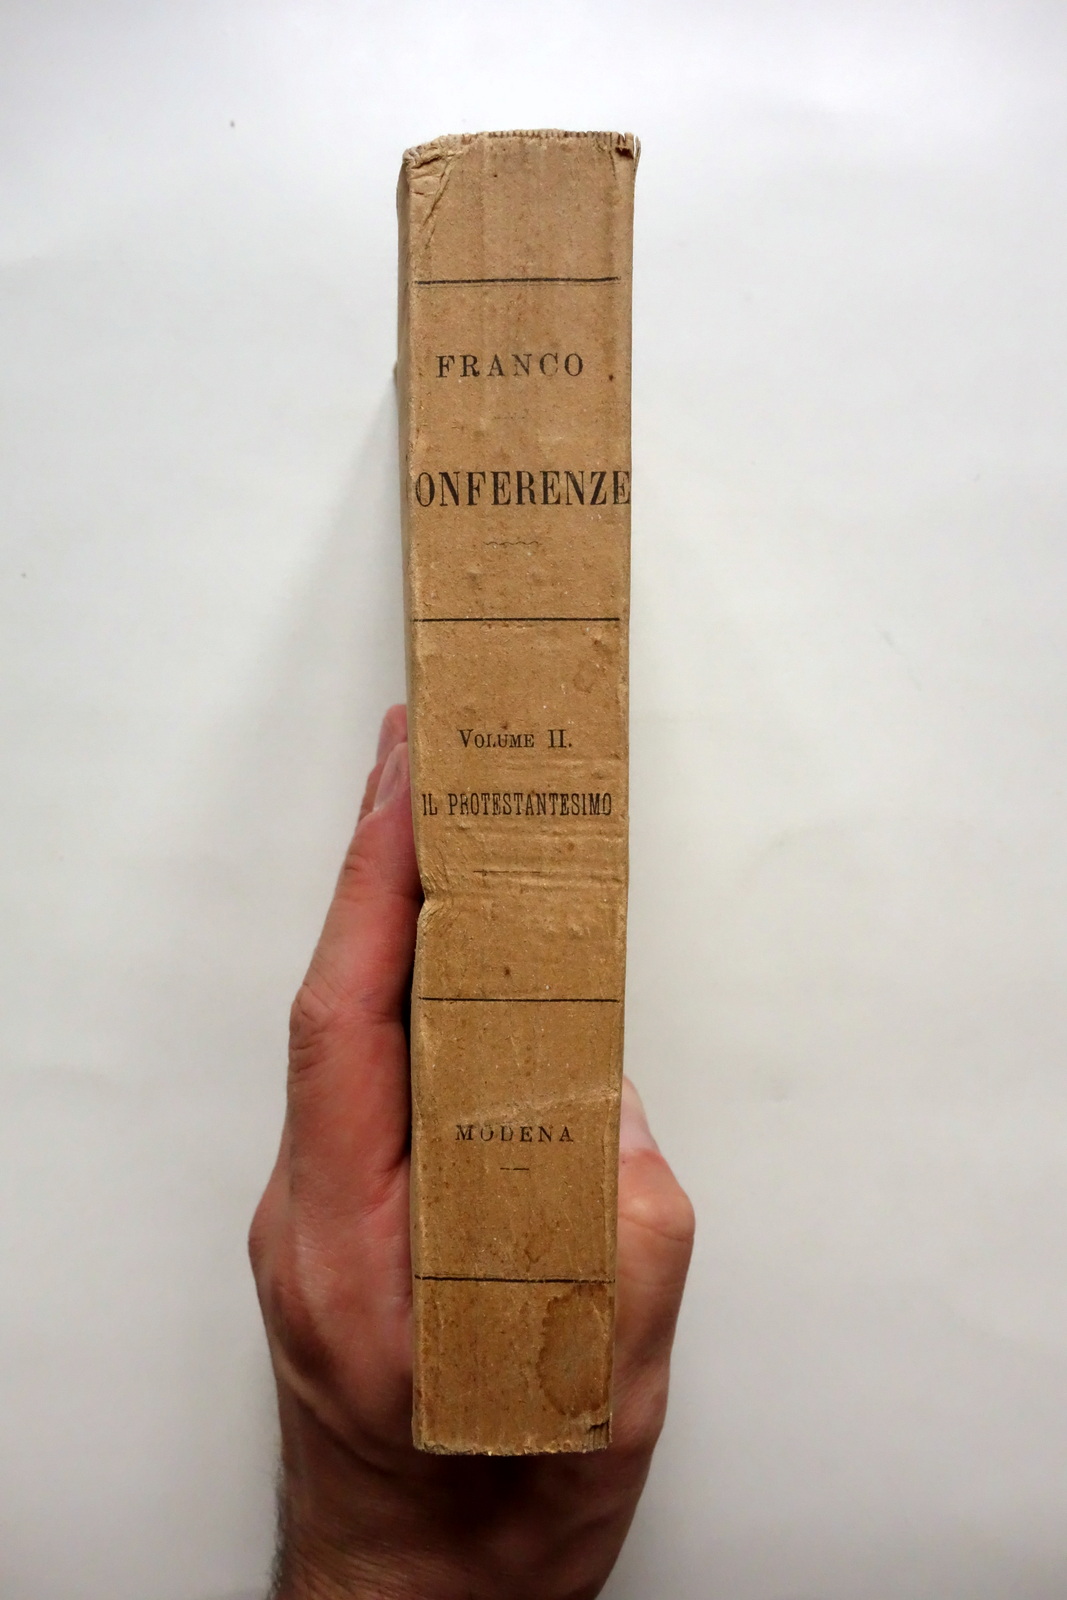 FRANCO
ONFERENZE
VOLUME II.
IL PROTESTANTESIMO
MODENA